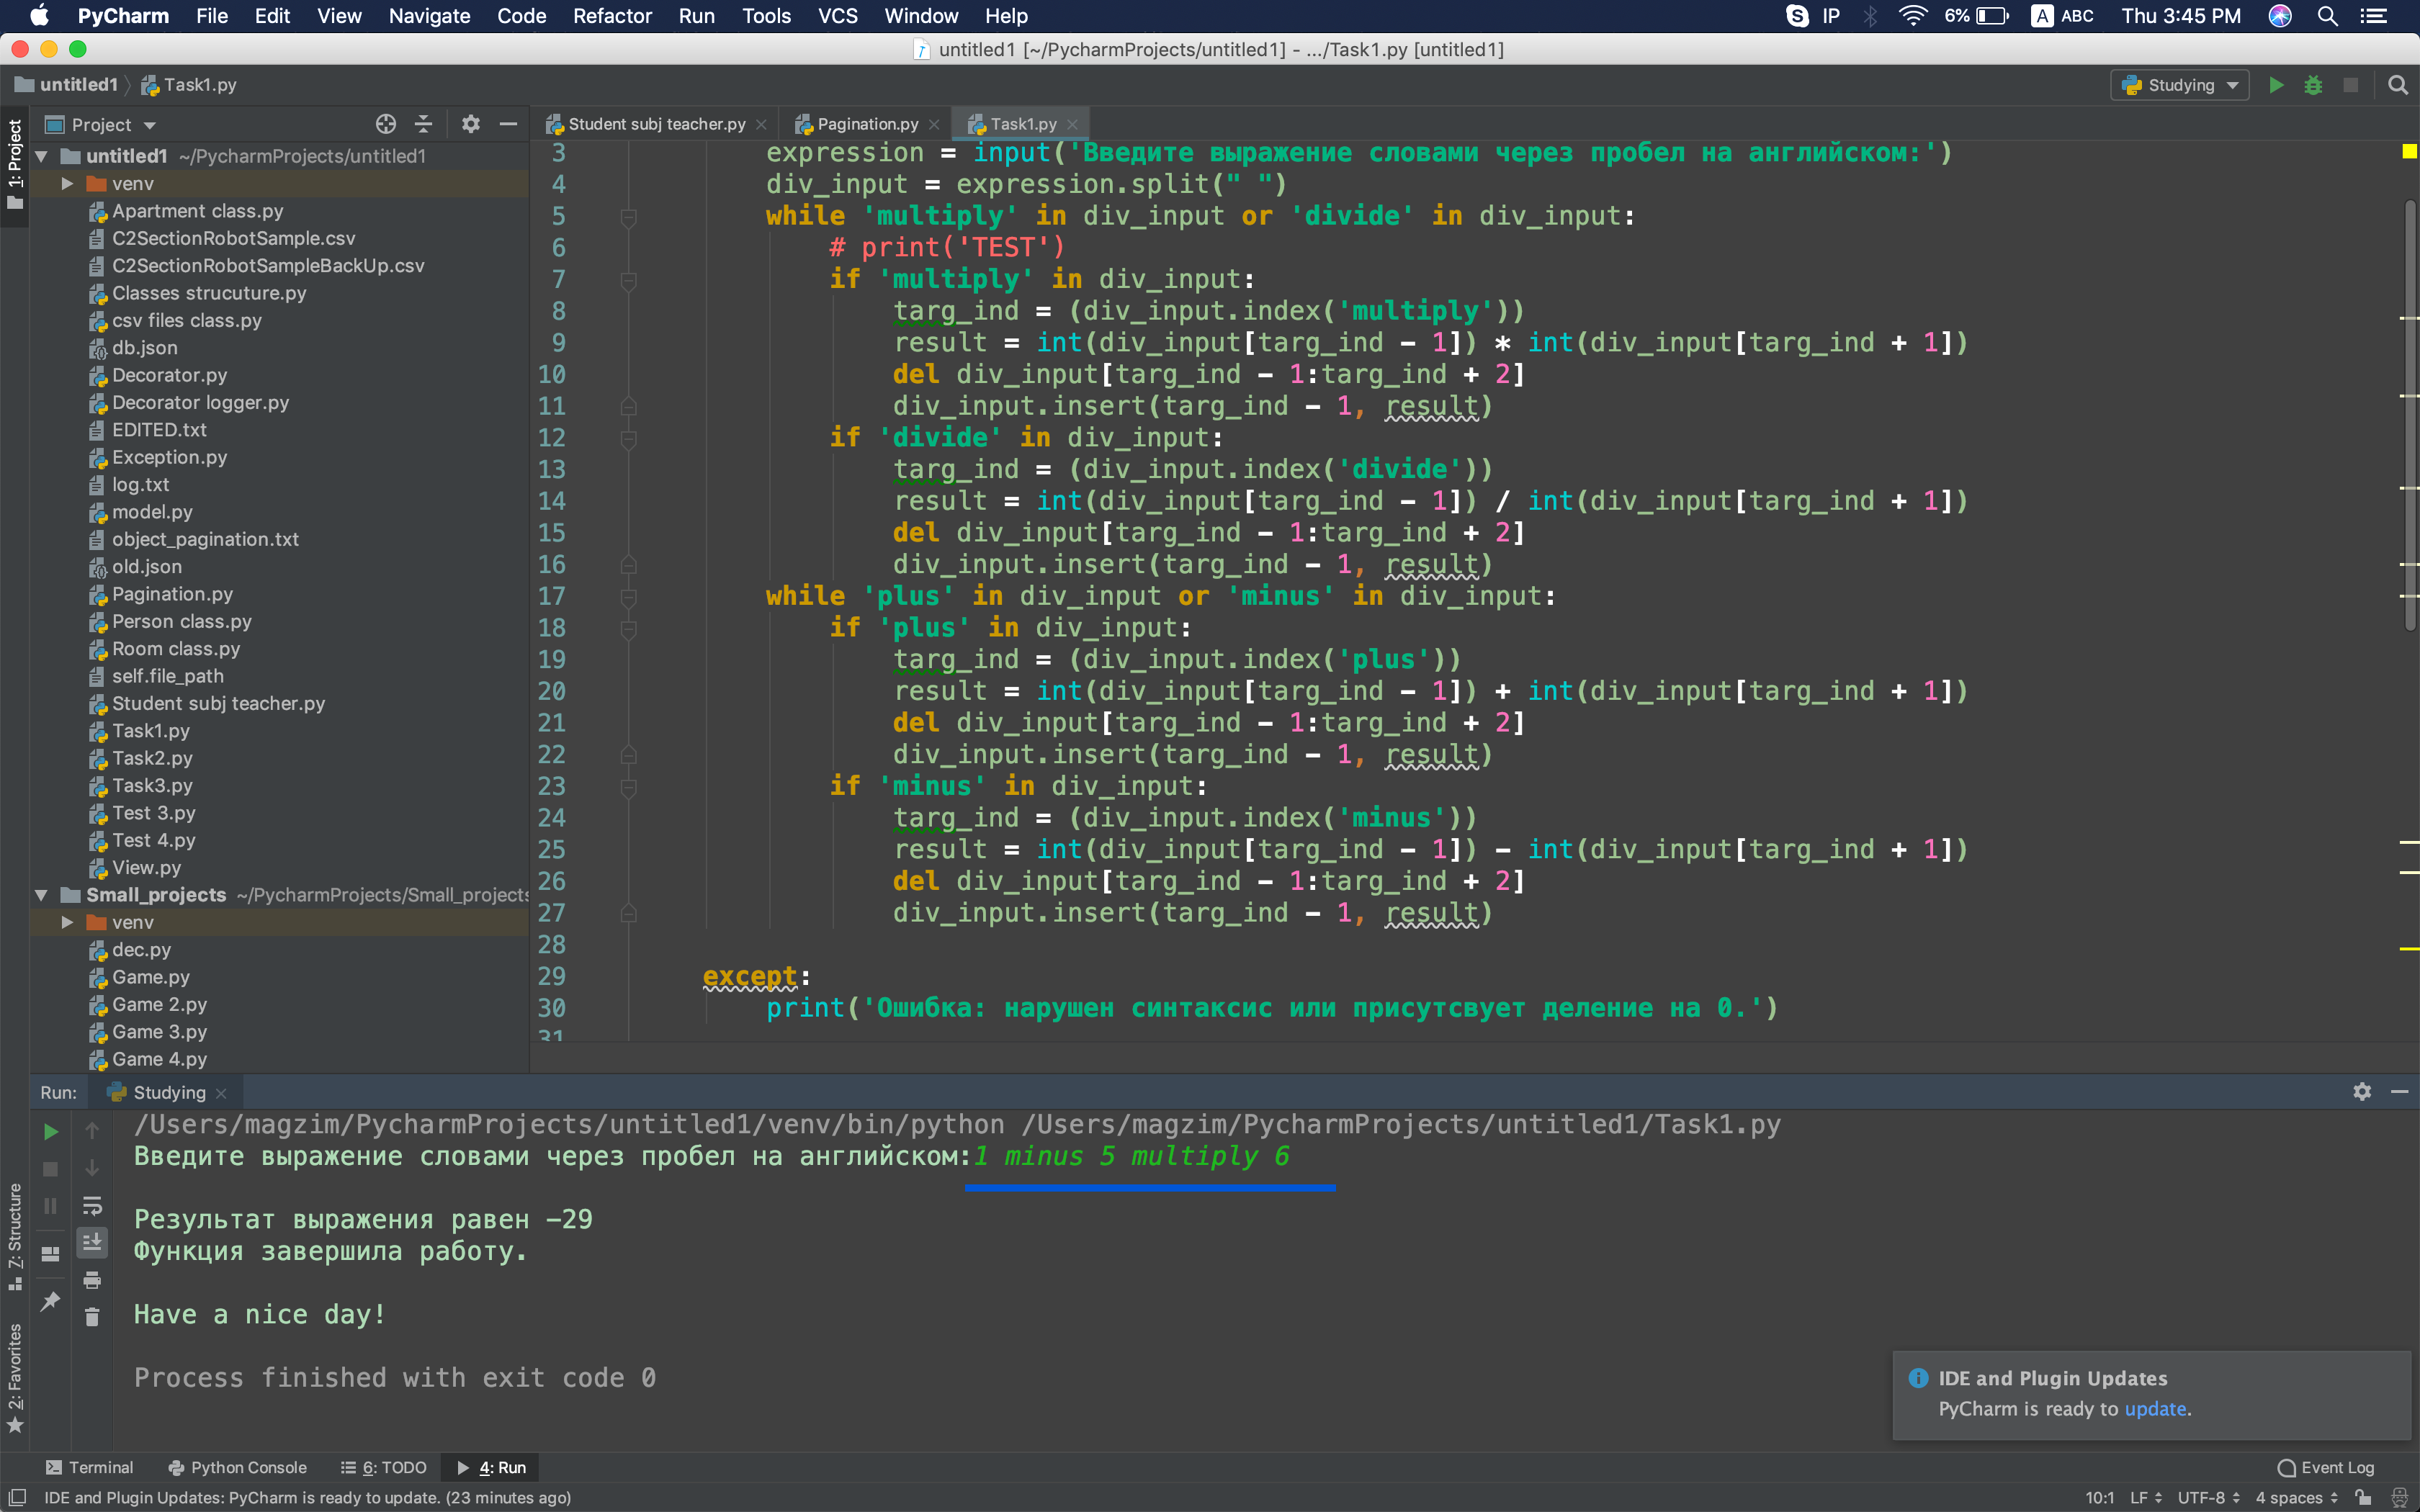 PyCharm File Edit View Navigate Code Refactor Run Tools VCS Window Help IP 6% A ABC Thu 3:45 PM
untitled1 [~/PycharmProjects/untitled1] - .../Task1.py [untitled1]
untitled1 Task1.py Studying
1: Project
Project
Student subj teacher.py Pagination.py Task1.py
untitled1 ~/PycharmProjects/untitled1
venv
Apartment class.py
C2SectionRobotSample.csv
C2SectionRobotSampleBackUp.csv
Classes strucuture.py
csv files class.py
db.json
Decorator.py
Decorator logger.py
EDITED.txt
Exception.py
log.txt
model.py
object_pagination.txt
old.json
Pagination.py
Person class.py
Room class.py
self.file_path
Student subj teacher.py
Task1.py
Task2.py
Task3.py
Test 3.py
Test 4.py
View.py
Small_projects ~/PycharmProjects/Small_projects
venv
dec.py
Game.py
Game 2.py
Game 3.py
Game 4.py
3 expression = input('Введите выражение словами через пробел на английском:')
4 div_input = expression.split(" ")
5 while 'multiply' in div_input or 'divide' in div_input:
6 # print('TEST')
7 if 'multiply' in div_input:
8 targ_ind = (div_input.index('multiply'))
9 result = int(div_input[targ_ind - 1]) * int(div_input[targ_ind + 1])
10 del div_input[targ_ind - 1:targ_ind + 2]
11 div_input.insert(targ_ind - 1, result)
12 if 'divide' in div_input:
13 targ_ind = (div_input.index('divide'))
14 result = int(div_input[targ_ind - 1]) / int(div_input[targ_ind + 1])
15 del div_input[targ_ind - 1:targ_ind + 2]
16 div_input.insert(targ_ind - 1, result)
17 while 'plus' in div_input or 'minus' in div_input:
18 if 'plus' in div_input:
19 targ_ind = (div_input.index('plus'))
20 result = int(div_input[targ_ind - 1]) + int(div_input[targ_ind + 1])
21 del div_input[targ_ind - 1:targ_ind + 2]
22 div_input.insert(targ_ind - 1, result)
23 if 'minus' in div_input:
24 targ_ind = (div_input.index('minus'))
25 result = int(div_input[targ_ind - 1]) - int(div_input[targ_ind + 1])
26 del div_input[targ_ind - 1:targ_ind + 2]
27 div_input.insert(targ_ind - 1, result)
28
29 except:
30 print('Ошибка: нарушен синтаксис или присутсвует деление на 0.')
31
Run: Studying
/Users/magzim/PycharmProjects/untitled1/venv/bin/python /Users/magzim/PycharmProjects/untitled1/Task1.py
Введите выражение словами через пробел на английском:1 minus 5 multiply 6
Результат выражения равен -29
Функция завершила работу.
Have a nice day!
Process finished with exit code 0
7: Structure
2: Favorites
IDE and Plugin Updates
PyCharm is ready to update.
Terminal Python Console 6: TODO 4: Run Event Log
IDE and Plugin Updates: PyCharm is ready to update. (23 minutes ago) 10:1 LF UTF-8 4 spaces